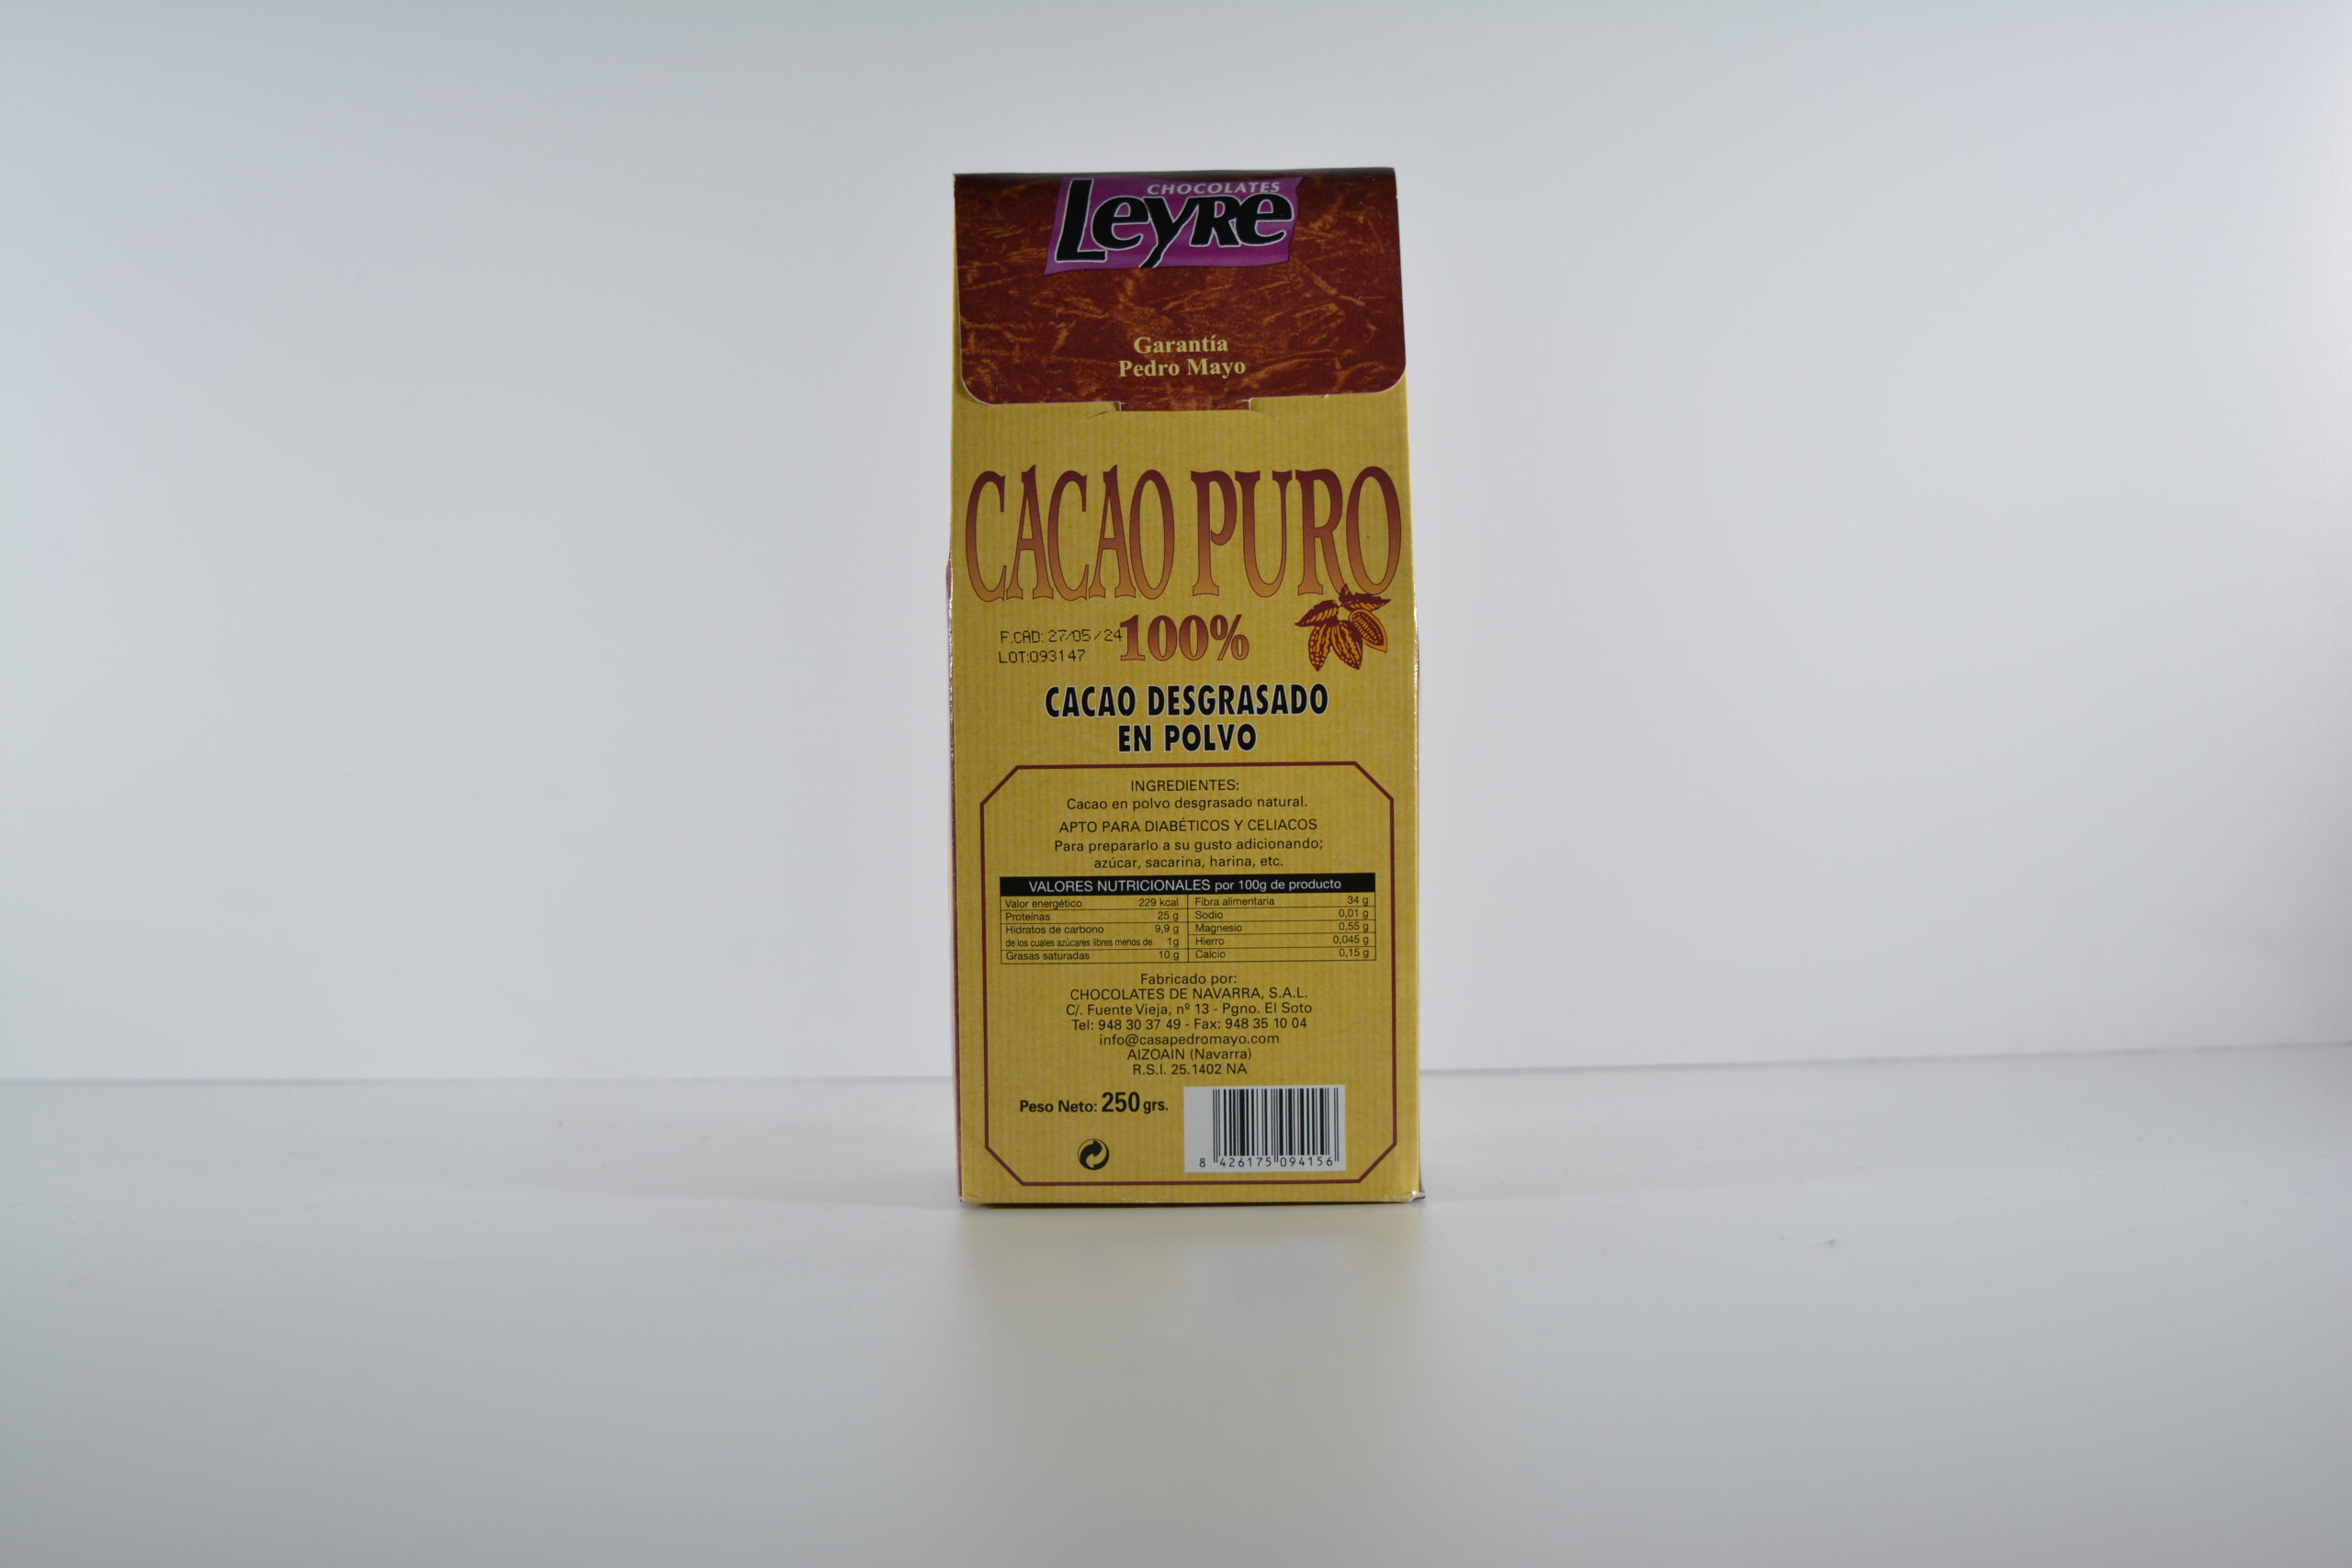 CHOCOLATES
Leyre
Garantía
Pedro Mayo
CACAO PURO
100%
F.CAD: 27/05/24
LOT:093147
CACAO DESGRASADO
EN POLVO
INGREDIENTES:
Cacao en polvo desgrasado natural.
APTO PARA DIABÉTICOS Y CELIACOS
Para prepararlo a su gusto adicionando;
azúcar, sacarina, harina, etc.
VALORES NUTRICIONALES por 100g de producto
Valor energético 229 kcal Fibra alimentaria 34 g
Proteínas 25 g Sodio 0,01 g
Hidratos de carbono 9,9 g Magnesio 0,55 g
de los cuales azúcares libres menos de 1g Hierro 0,045 g
Grasas saturadas 10 g Calcio 0,15 g
Fabricado por:
CHOCOLATES DE NAVARRA, S.A.L.
C/. Fuente Vieja, nº 13 - Pgno. El Soto
Tel: 948 30 37 49 - Fax: 948 35 10 04
info@casapedromayo.com
AIZOAIN (Navarra)
R.S.I. 25.1402 NA
Peso Neto: 250 grs.
8 426175 094156